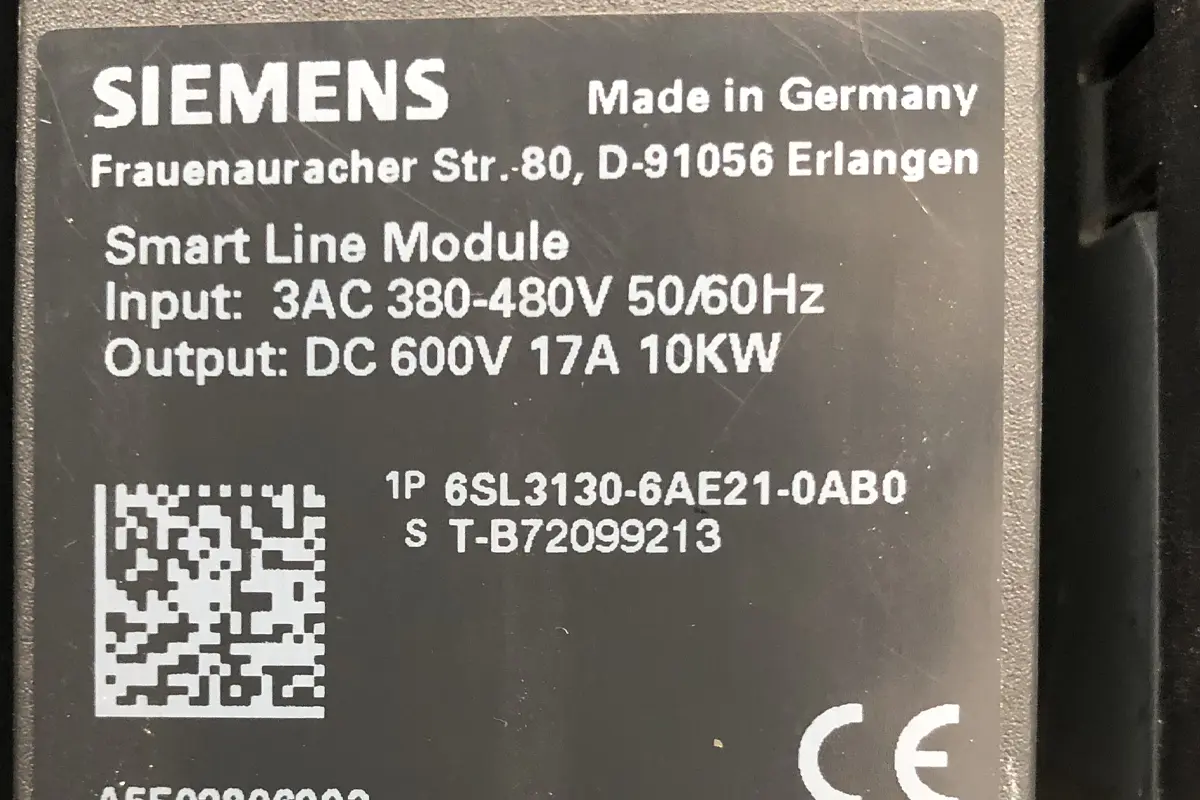 SIEMENS Made in Germany
Frauenauracher Str.-80, D-91056 Erlangen
Smart Line Module
Input: 3AC 380-480V 50/60Hz
Output: DC 600V 17A 10KW
1P 6SL3130-6AE21-0AB0
S T-B72099213
CE